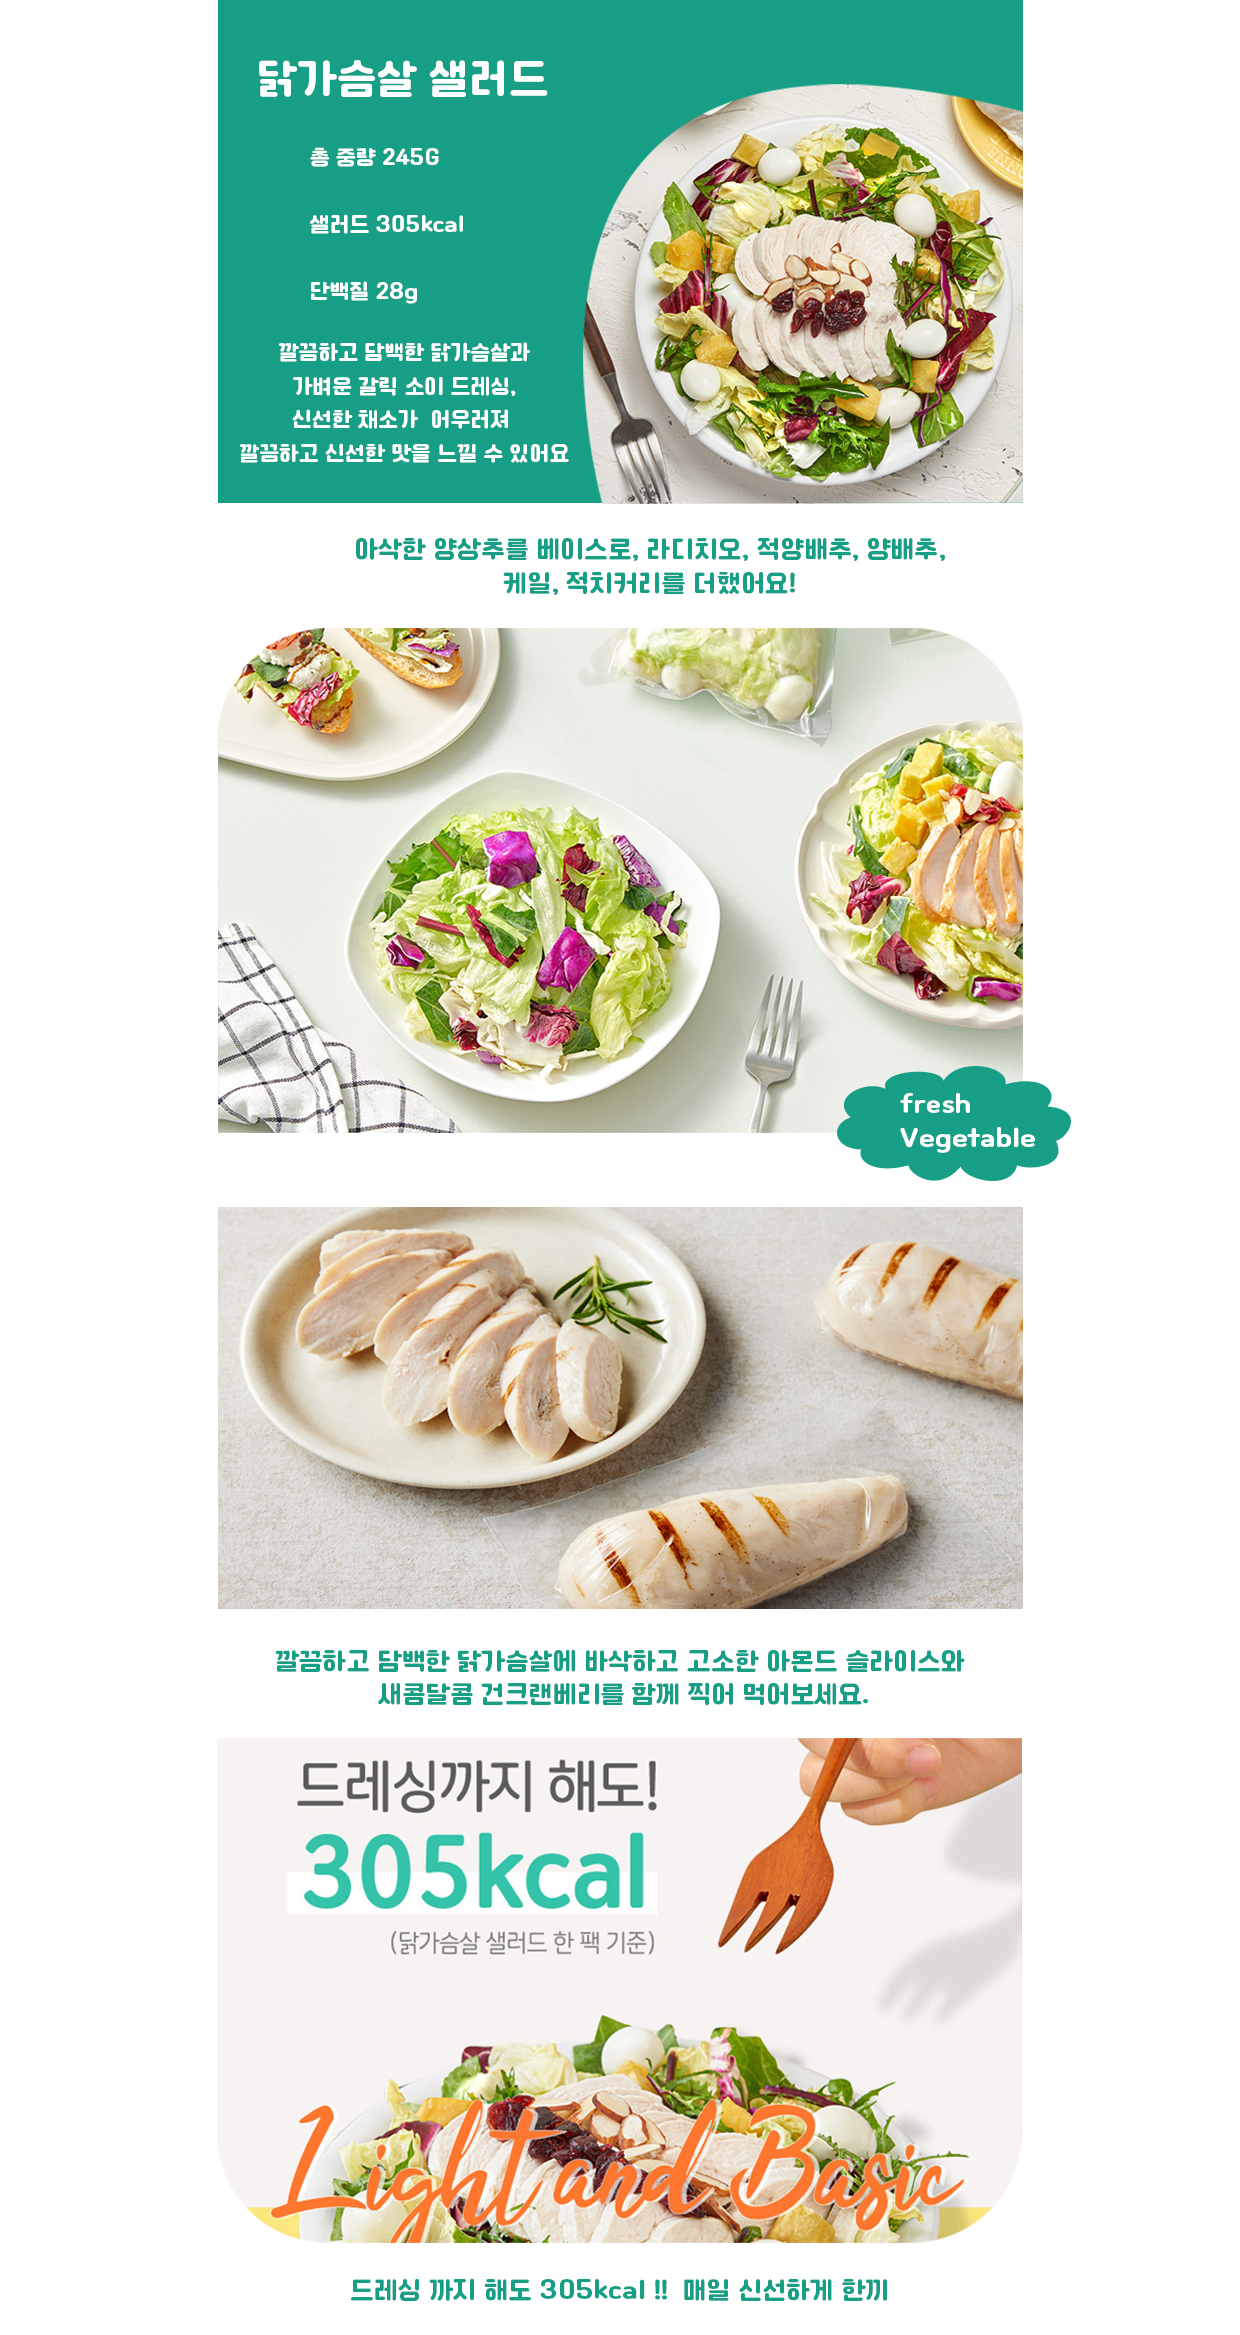 닭가슴살 샐러드
총 중량 245G
샐러드 305kcal
단백질 28g
깔끔하고 담백한 닭가슴살과
가벼운 갈릭 소이 드레싱,
신선한 채소가 어우러져
깔끔하고 신선한 맛을 느낄 수 있어요
아삭한 양상추를 베이스로, 라디치오, 적양배추, 양배추,
케일, 적치커리를 더했어요!
fresh
Vegetable
깔끔하고 담백한 닭가슴살에 바삭하고 고소한 아몬드 슬라이스와
새콤달콤 건크랜베리를 함께 찍어 먹어보세요.
드레싱까지 해도!
305kcal
(닭가슴살 샐러드 한 팩 기준)
Light and Basic
드레싱 까지 해도 305kcal !! 매일 신선하게 한끼